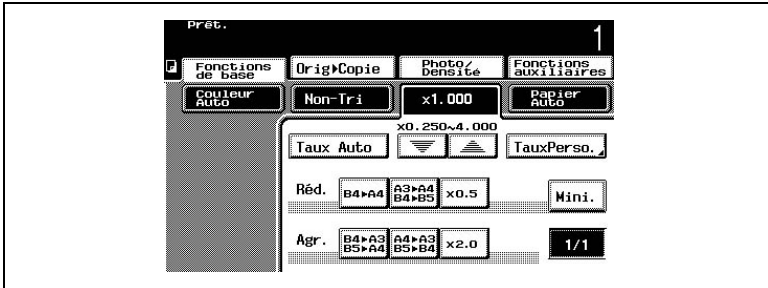 Prêt.
1
Fonctions de base
Orig▶Copie
Photo/Densité
Fonctions auxiliaires
Couleur Auto
Non-Tri
x1.000
Papier Auto
x0.250~4.000
Taux Auto
TauxPerso.
Réd.
B4▶A4
A3▶A4
B4▶B5
x0.5
Mini.
Agr.
B4▶A3
B5▶A4
A4▶A3
B5▶B4
x2.0
1/1